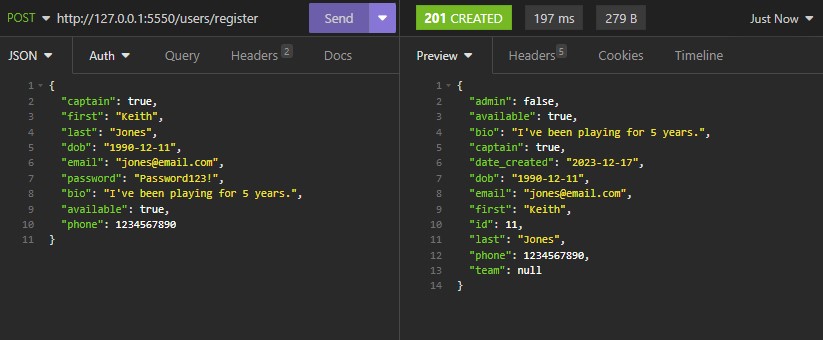 POST http://127.0.0.1:5550/users/register Send
JSON Auth Query Headers 2 Docs
1 {
2 "captain": true,
3 "first": "Keith",
4 "last": "Jones",
5 "dob": "1990-12-11",
6 "email": "jones@email.com",
7 "password": "Password123!",
8 "bio": "I've been playing for 5 years.",
9 "available": true,
10 "phone": 1234567890
11 }
201 CREATED 197 ms 279 B Just Now
Preview Headers 5 Cookies Timeline
1 {
2 "admin": false,
3 "available": true,
4 "bio": "I've been playing for 5 years.",
5 "captain": true,
6 "date_created": "2023-12-17",
7 "dob": "1990-12-11",
8 "email": "jones@email.com",
9 "first": "Keith",
10 "id": 11,
11 "last": "Jones",
12 "phone": 1234567890,
13 "team": null
14 }